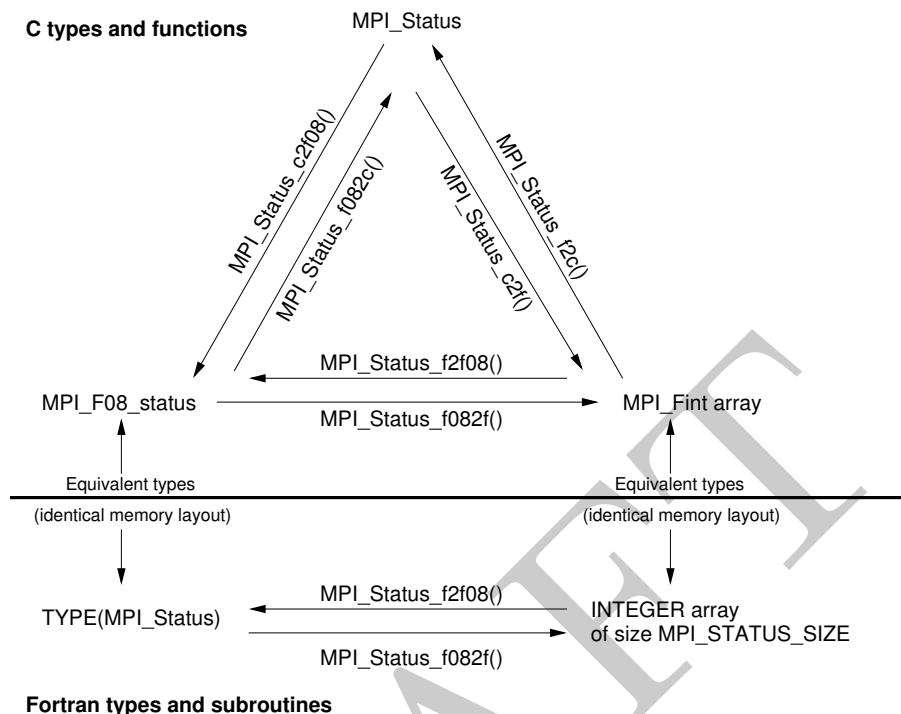 MPI_Status
C types and functions
MPI_Status_c2f08()
MPI_Status_f082c()
MPI_Status_c2f()
MPI_Status_f2c()
MPI_Status_f2f08()
MPI_F08_status
MPI_Fint array
MPI_Status_f082f()
Equivalent types
Equivalent types
(identical memory layout)
(identical memory layout)
MPI_Status_f2f08()
TYPE(MPI_Status)
INTEGER array
of size MPI_STATUS_SIZE
MPI_Status_f082f()
Fortran types and subroutines
AFT